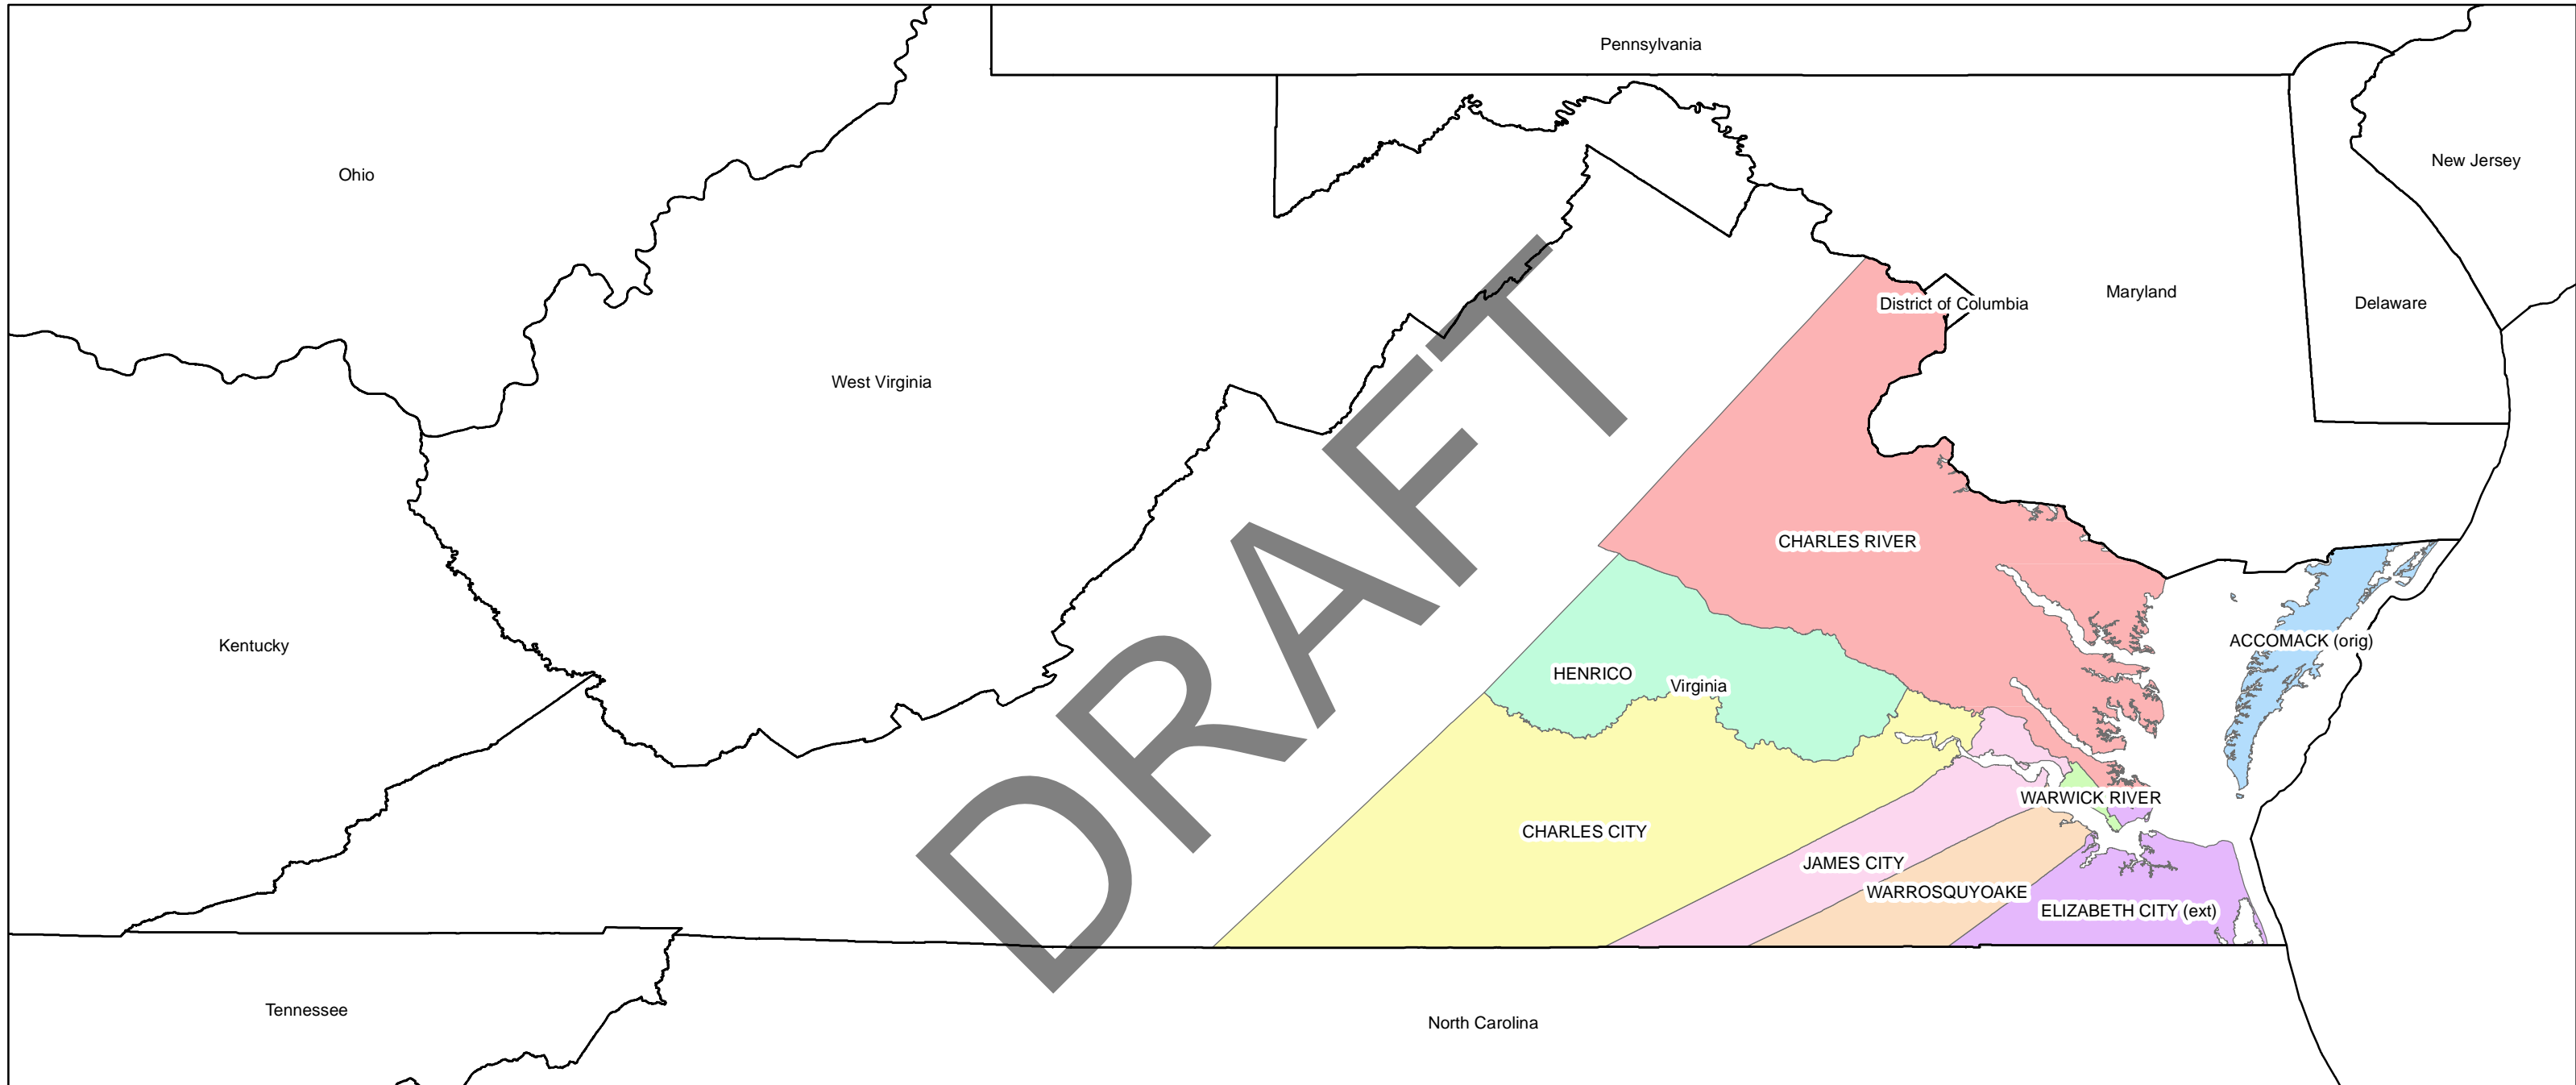 Pennsylvania
New Jersey
Ohio
Maryland
District of Columbia
Delaware
West Virginia
CHARLES RIVER
ACCOMACK (orig)
Kentucky
HENRICO
Virginia
WARWICK RIVER
CHARLES CITY
JAMES CITY
WARROSQUYOAKE
ELIZABETH CITY (ext)
Tennessee
North Carolina
DRAFT